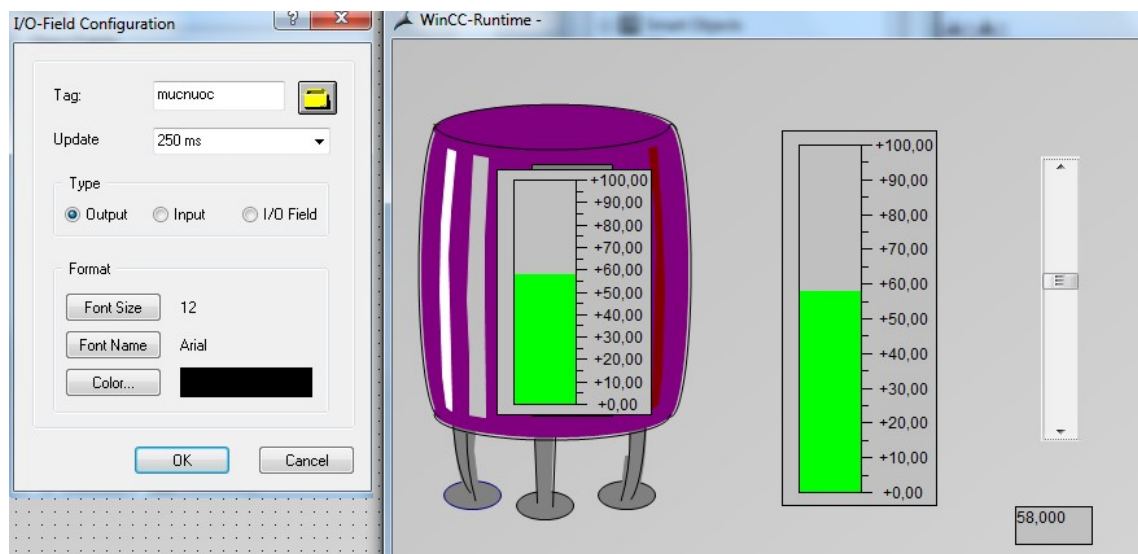 I/O-Field Configuration
Tag: mucnuoc
Update 250 ms
Type
Output Input I/O Field
Format
Font Size 12
Font Name Arial
Color...
OK Cancel
WinCC-Runtime -
+100,00
+90,00
+80,00
+70,00
+60,00
+50,00
+40,00
+30,00
+20,00
+10,00
+0,00
+100,00
+90,00
+80,00
+70,00
+60,00
+50,00
+40,00
+30,00
+20,00
+10,00
+0,00
58,000